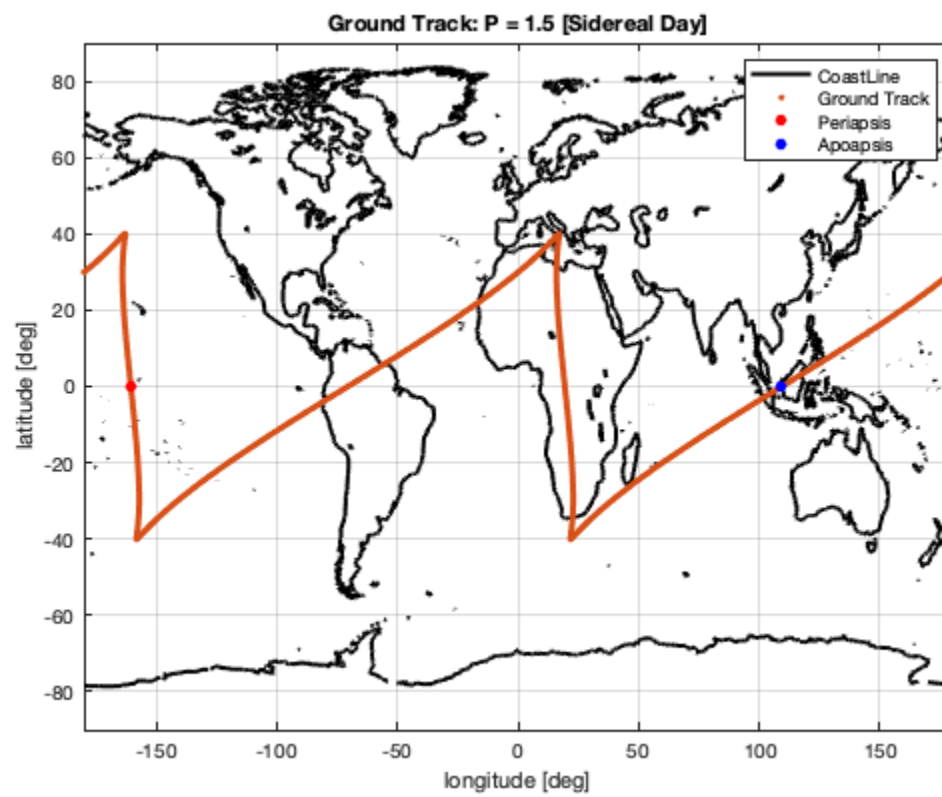 Ground Track: P = 1.5 [Sidereal Day]
CoastLine
Ground Track
Periapsis
Apoapsis
80
60
40
20
0
-20
-40
-60
-80
latitude [deg]
-150 -100 -50 0 50 100 150
longitude [deg]